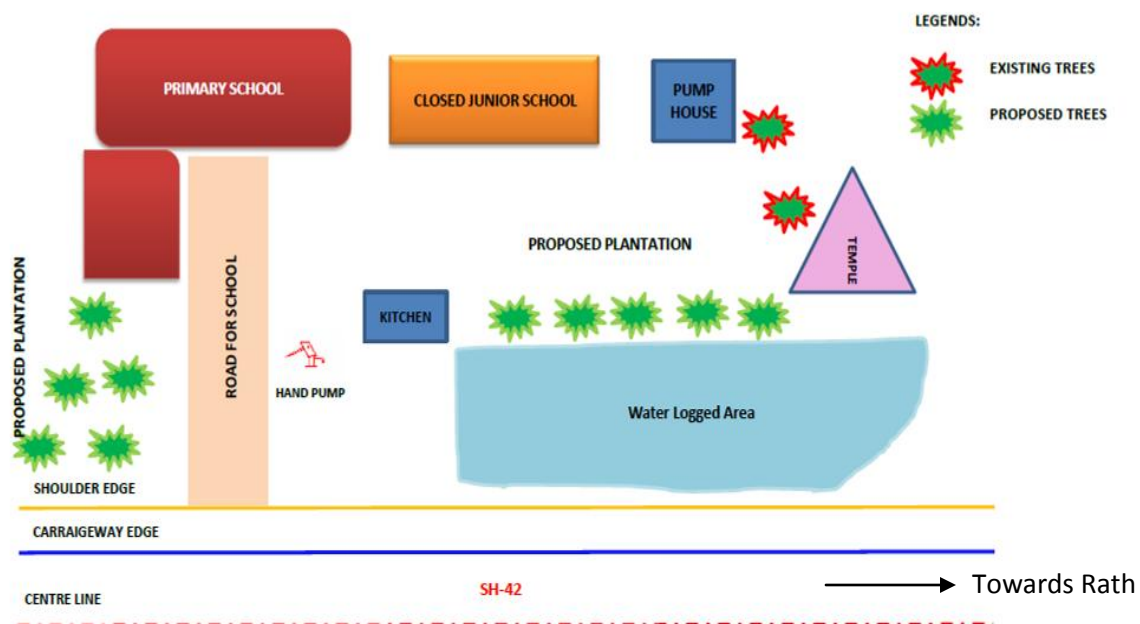 LEGENDS:
EXISTING TREES
PROPOSED TREES
PRIMARY SCHOOL
CLOSED JUNIOR SCHOOL
PUMP
HOUSE
PROPOSED PLANTATION
TEMPLE
PROPOSED PLANTATION
ROAD FOR SCHOOL
KITCHEN
HAND PUMP
Water Logged Area
SHOULDER EDGE
CARRAIGEWAY EDGE
SH-42
Towards Rath
CENTRE LINE